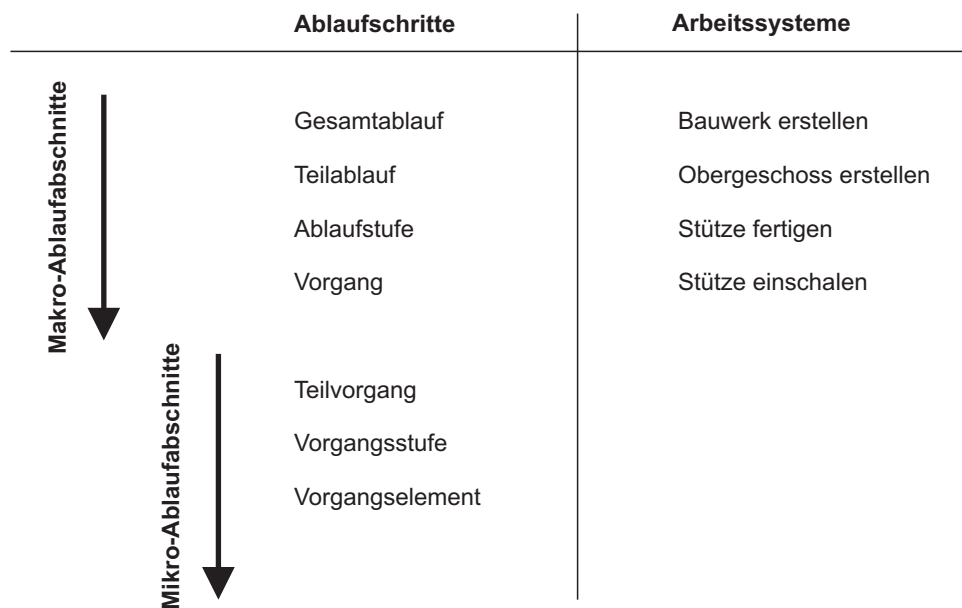 Ablaufschritte Arbeitssysteme
Makro-Ablaufabschnitte
Gesamtablauf Bauwerk erstellen
Teilablauf Obergeschoss erstellen
Ablaufstufe Stütze fertigen
Vorgang Stütze einschalen
Mikro-Ablaufabschnitte
Teilvorgang
Vorgangsstufe
Vorgangselement